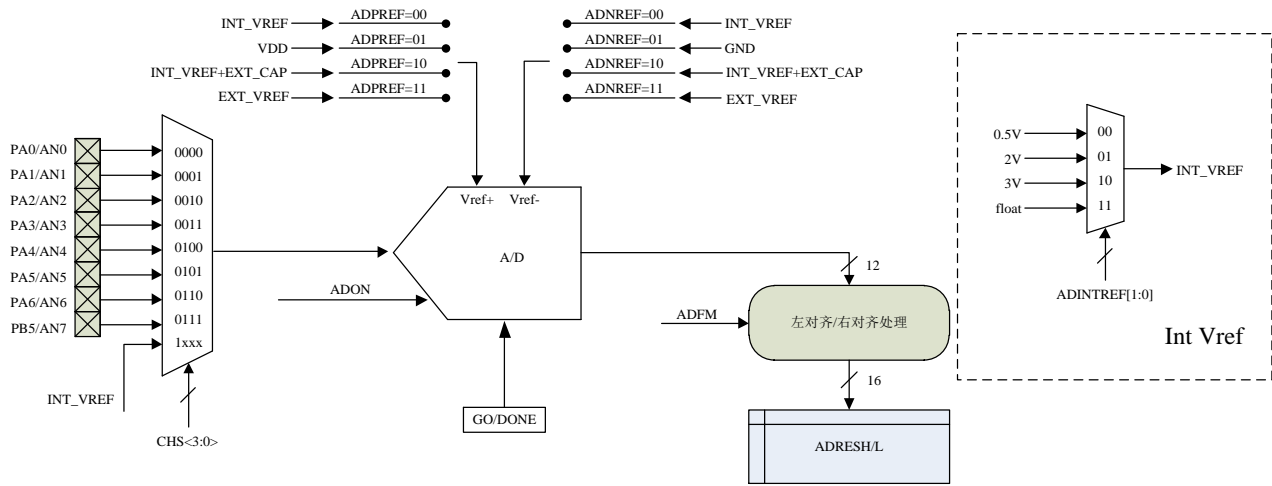 INT_VREF ADPREF=00
VDD ADPREF=01
INT_VREF+EXT_CAP ADPREF=10
EXT_VREF ADPREF=11
ADNREF=00 INT_VREF
ADNREF=01 GND
ADNREF=10 INT_VREF+EXT_CAP
ADNREF=11 EXT_VREF
PA0/AN0 0000
PA1/AN1 0001
PA2/AN2 0010
PA3/AN3 0011
PA4/AN4 0100
PA5/AN5 0101
PA6/AN6 0110
PB5/AN7 0111
1xxx
INT_VREF
CHS<3:0>
Vref+ Vref-
A/D
ADON
GO/DONE
12
ADFM
左对齐/右对齐处理
16
ADRESH/L
0.5V 00
2V 01
3V 10
float 11
INT_VREF
ADINTREF[1:0]
Int Vref